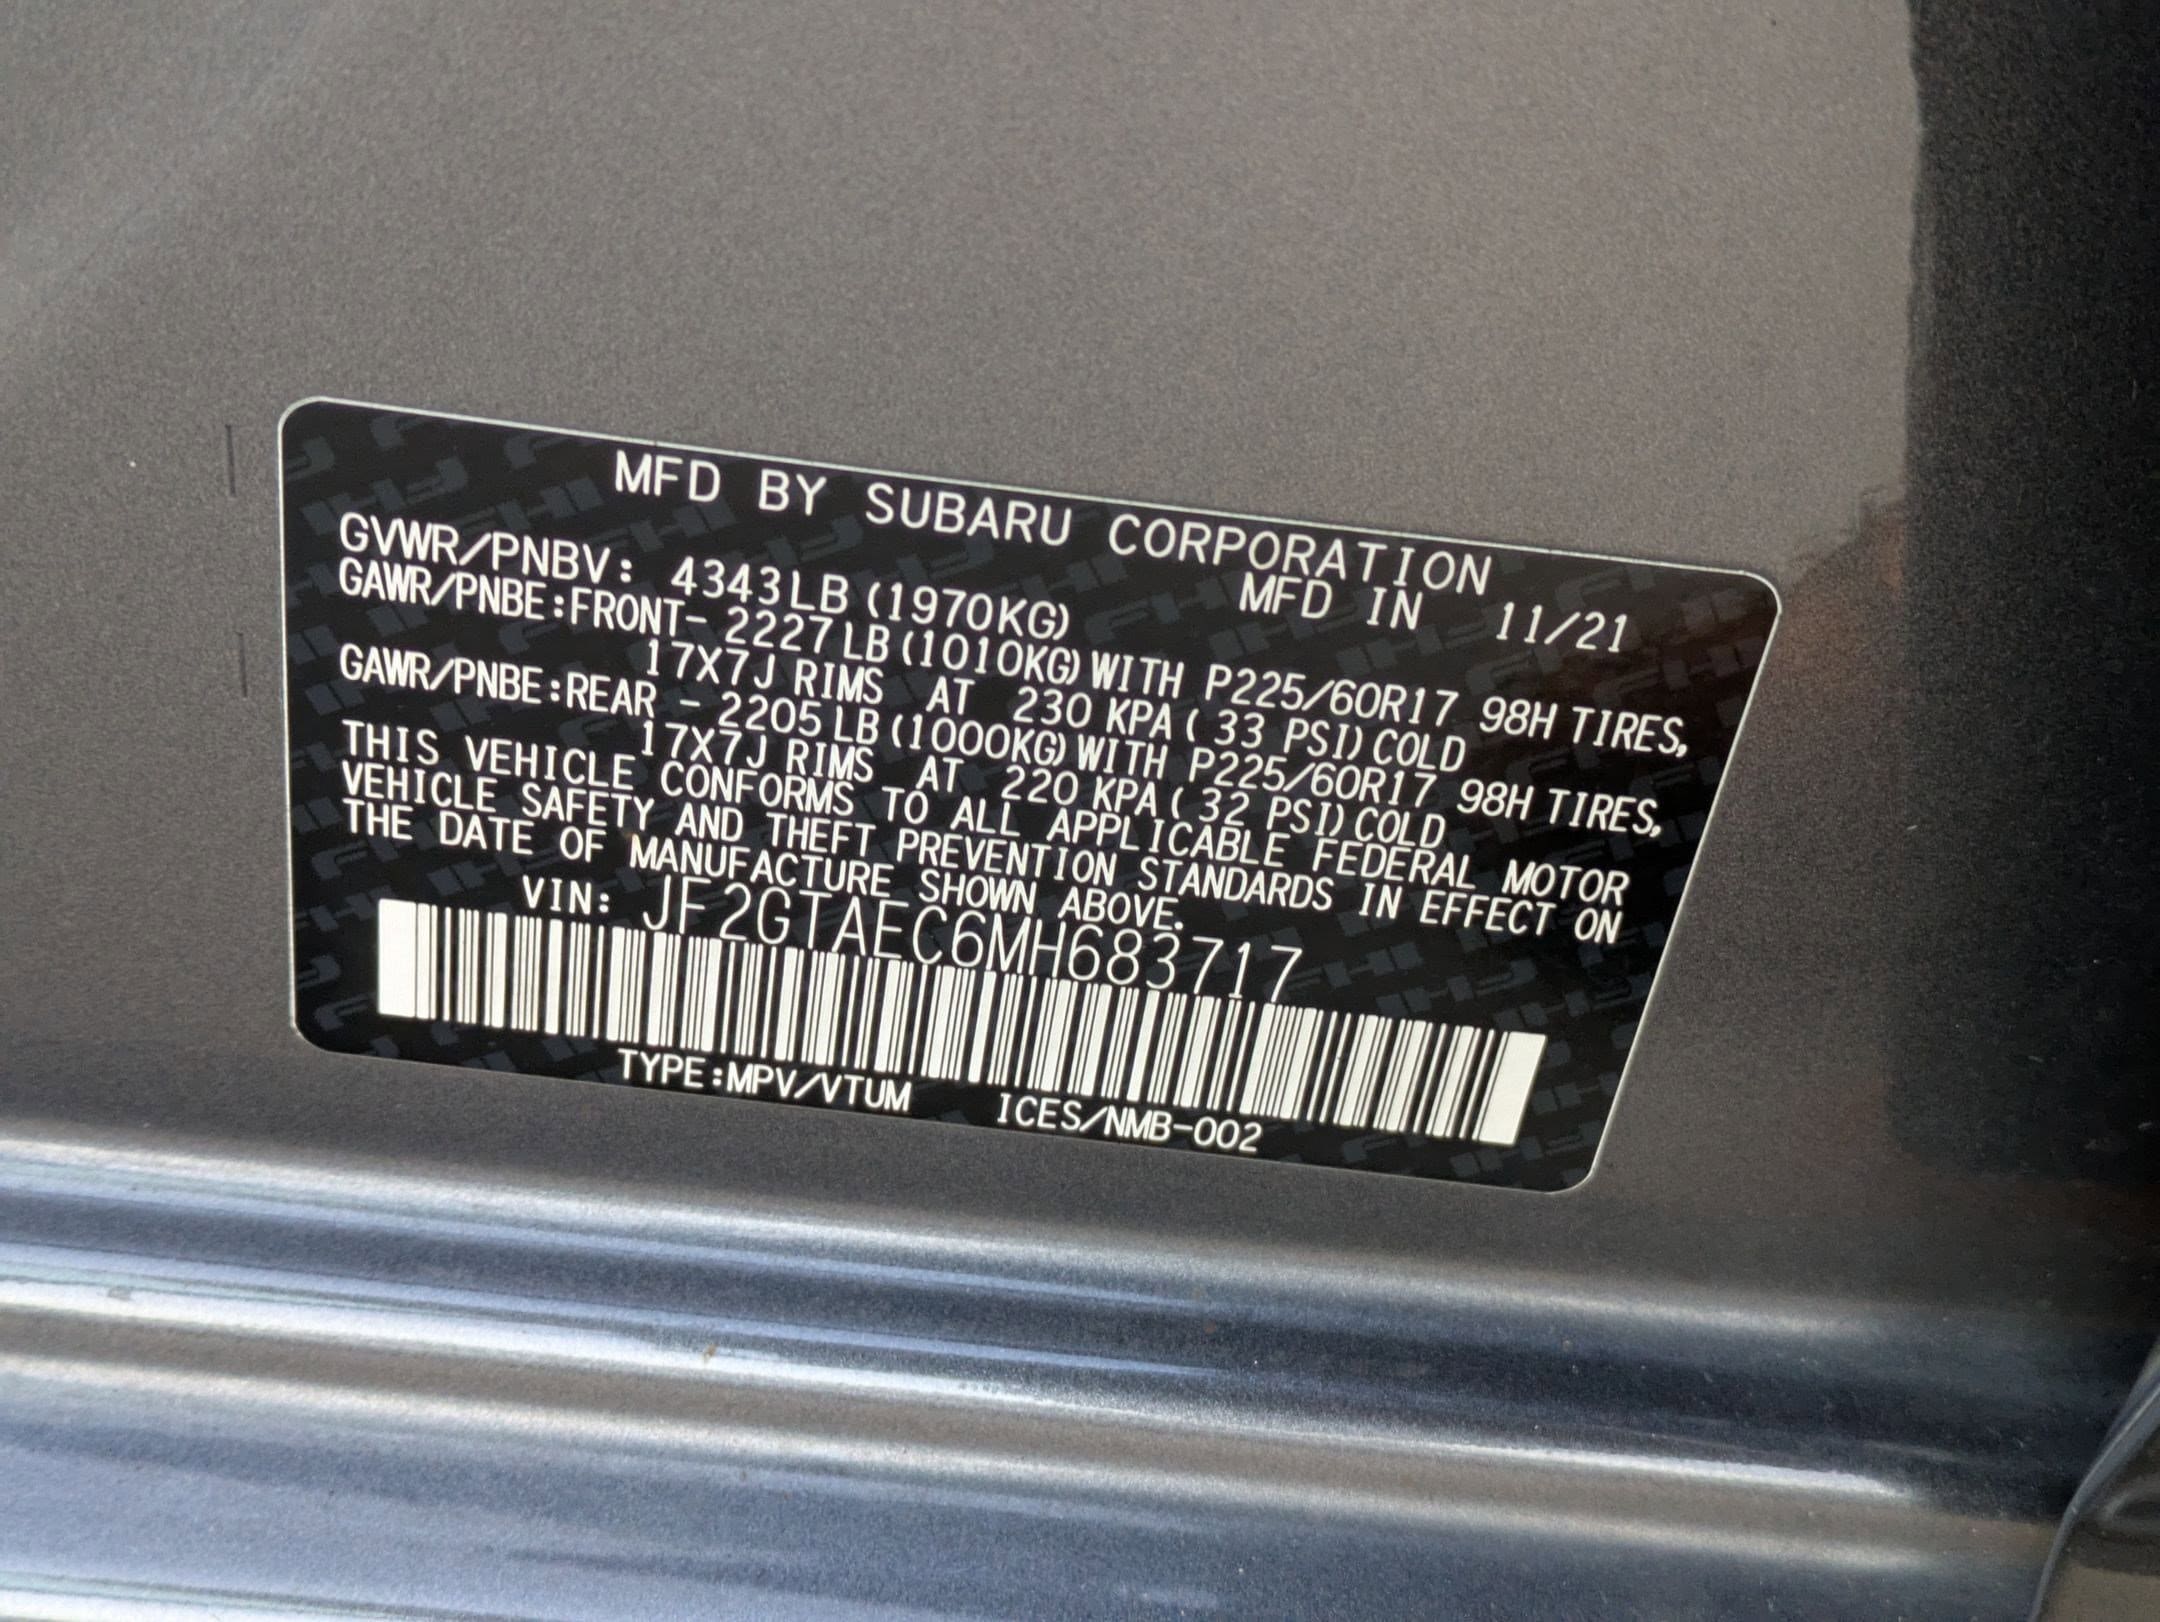 MFD BY SUBARU CORPORATION
GVWR/PNBV: 4343LB (1970KG) MFD IN 11/21
GAWR/PNBE:FRONT- 2227LB(1010KG)WITH P225/60R17 98H TIRES,
17X7J RIMS AT 230 KPA( 33 PSI)COLD
GAWR/PNBE:REAR - 2205LB(1000KG)WITH P225/60R17 98H TIRES,
17X7J RIMS AT 220 KPA( 32 PSI)COLD
THIS VEHICLE CONFORMS TO ALL APPLICABLE FEDERAL MOTOR
VEHICLE SAFETY AND THEFT PREVENTION STANDARDS IN EFFECT ON
THE DATE OF MANUFACTURE SHOWN ABOVE.
VIN: JF2GTAEC6MH683717
TYPE:MPV/VTUM ICES/NMB-002